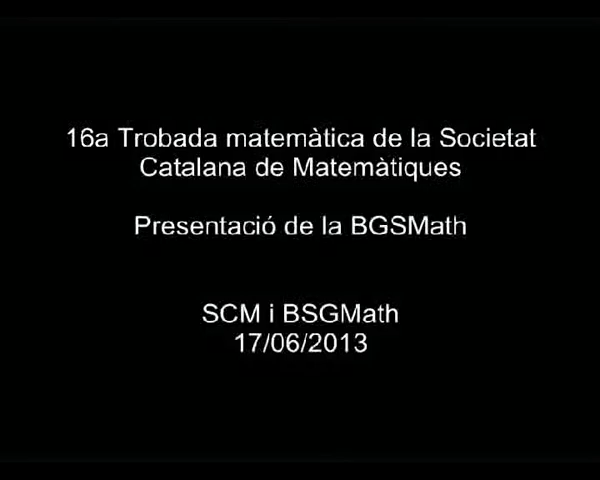 16a Trobada matemàtica de la Societat
Catalana de Matemàtiques
Presentació de la BGSMath
SCM i BSGMath
17/06/2013